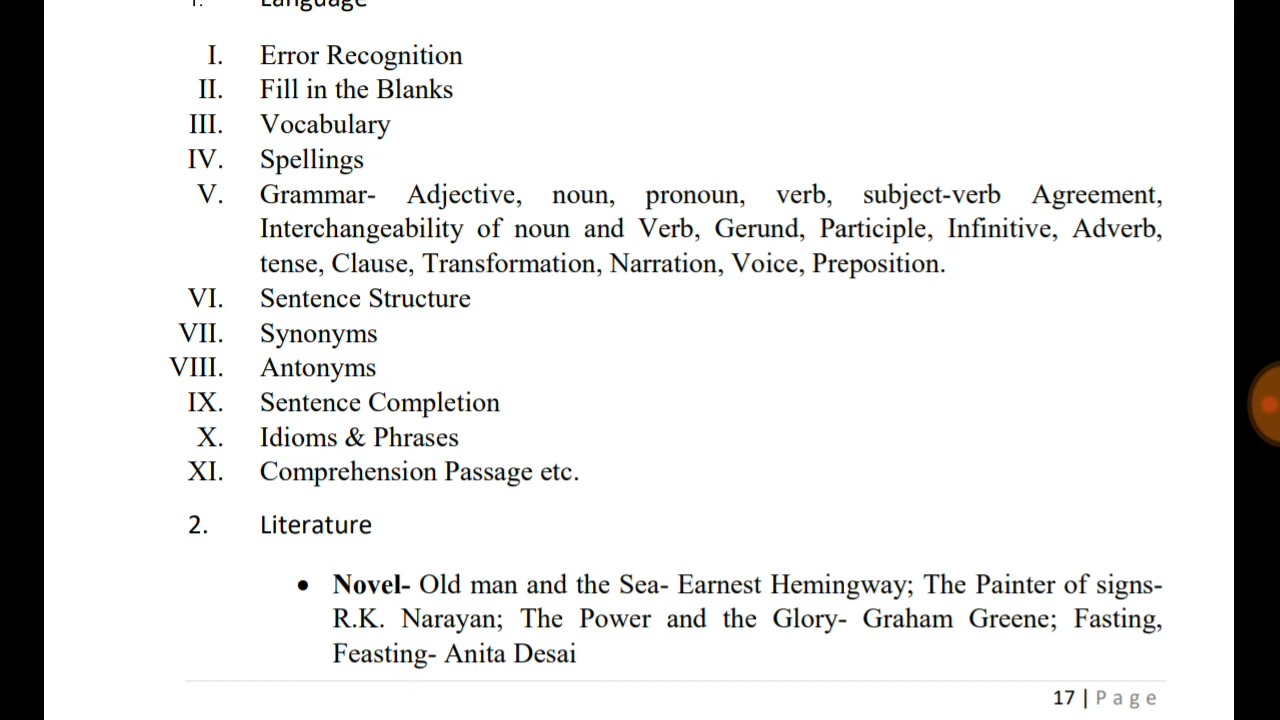 1. Language
I. Error Recognition
II. Fill in the Blanks
III. Vocabulary
IV. Spellings
V. Grammar- Adjective, noun, pronoun, verb, subject-verb Agreement,
Interchangeability of noun and Verb, Gerund, Participle, Infinitive, Adverb,
tense, Clause, Transformation, Narration, Voice, Preposition.
VI. Sentence Structure
VII. Synonyms
VIII. Antonyms
IX. Sentence Completion
X. Idioms & Phrases
XI. Comprehension Passage etc.
2. Literature
• Novel- Old man and the Sea- Earnest Hemingway; The Painter of signs-
R.K. Narayan; The Power and the Glory- Graham Greene; Fasting,
Feasting- Anita Desai
17 | Page